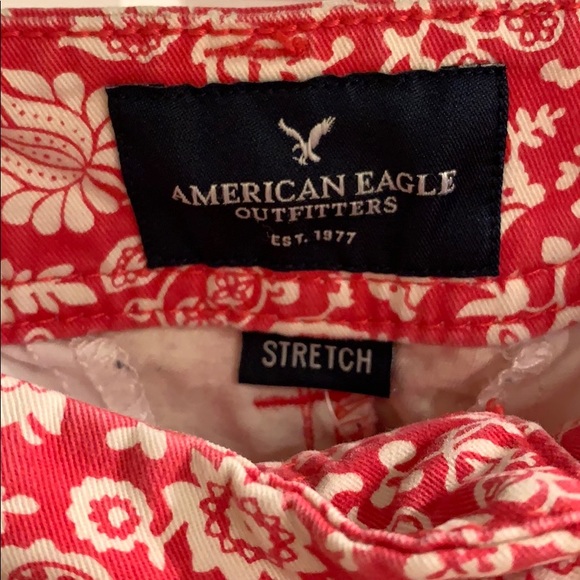 AMERICAN EAGLE
OUTFITTERS
EST. 1977
STRETCH